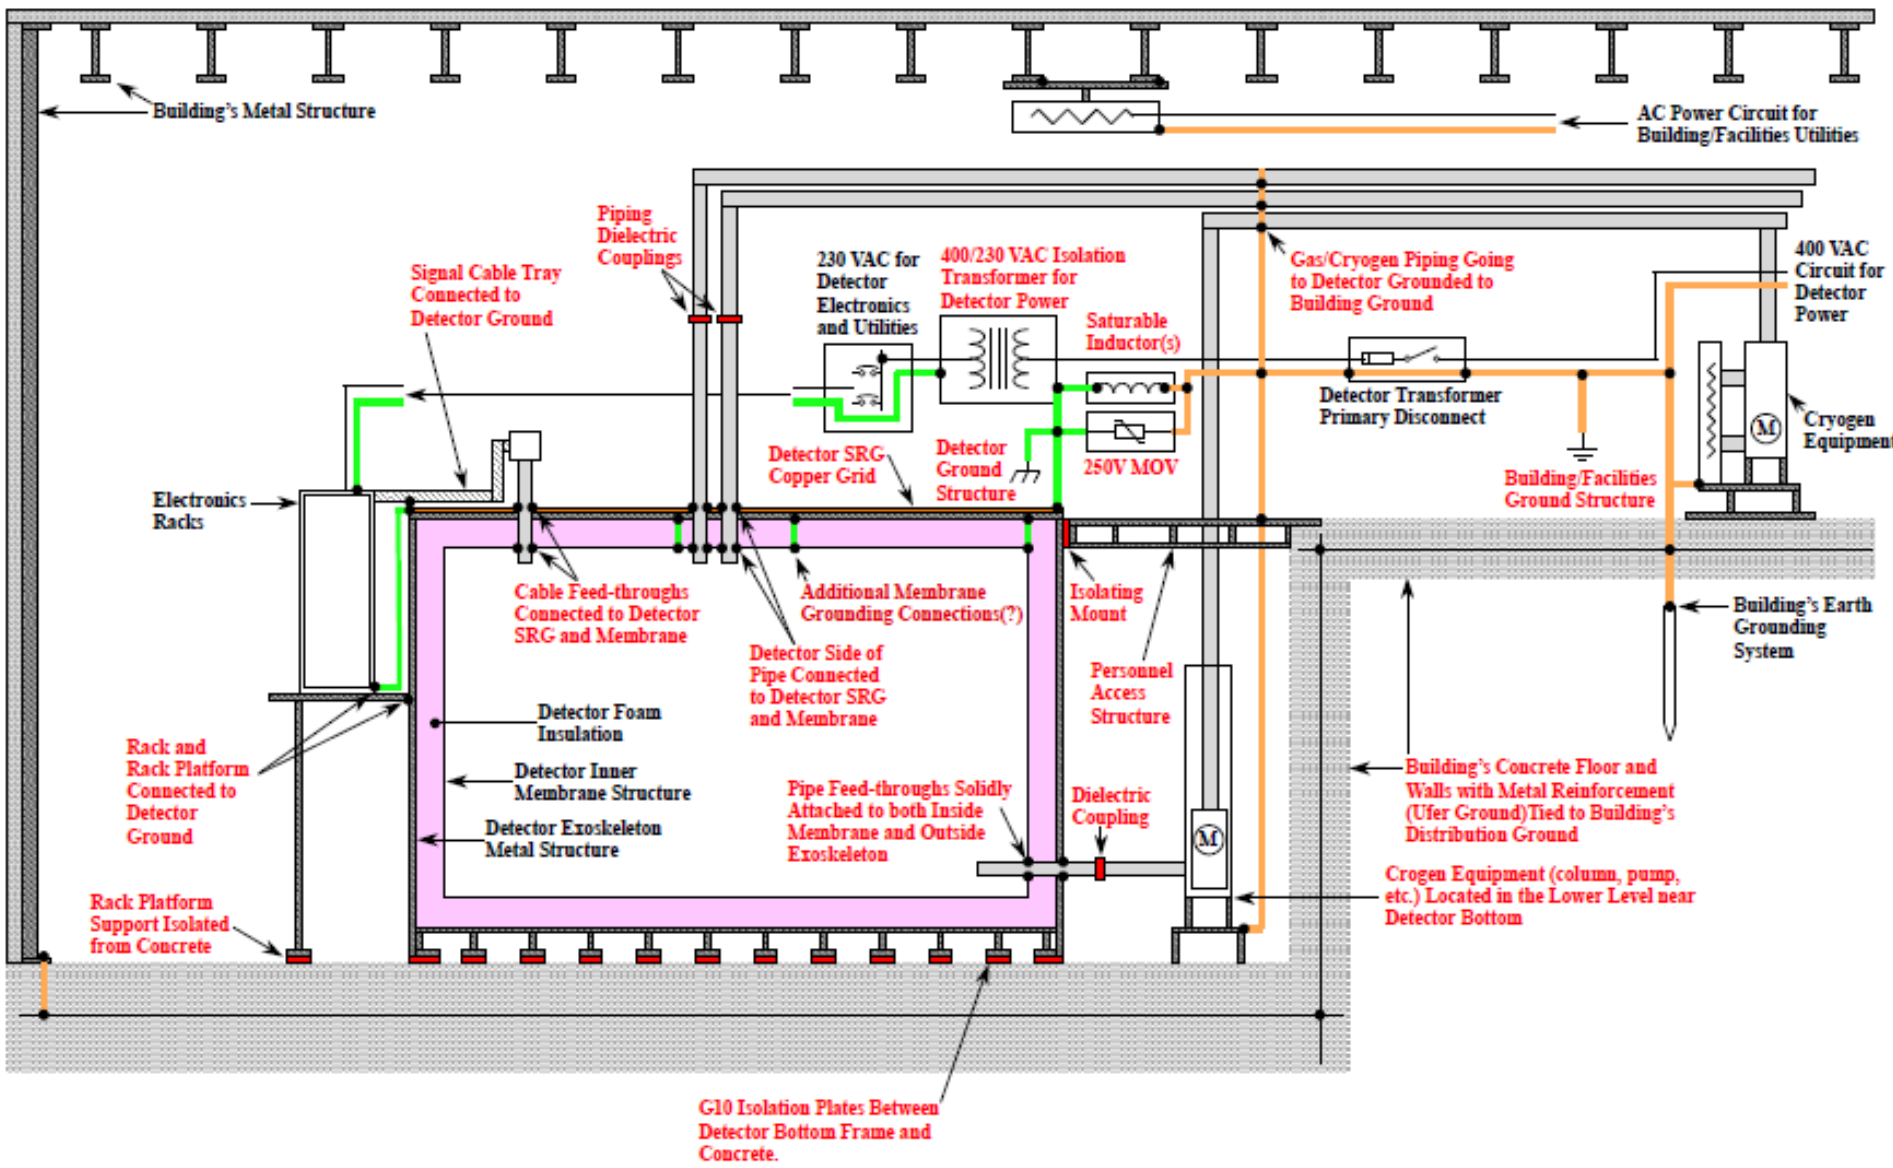 Building's Metal Structure
AC Power Circuit for
Building/Facilities Utilities
Piping
Dielectric
Couplings
Signal Cable Tray
Connected to
Detector Ground
230 VAC for
Detector
Electronics
and Utilities
400/230 VAC Isolation
Transformer for
Detector Power
Saturable
Inductor(s)
Gas/Cryogen Piping Going
to Detector Grounded to
Building Ground
400 VAC
Circuit for
Detector
Power
Detector Transformer
Primary Disconnect
M
Cryogen
Equipment
Detector SRG
Copper Grid
Detector
Ground
Structure
250V MOV
Building/Facilities
Ground Structure
Electronics
Racks
Cable Feed-throughs
Connected to Detector
SRG and Membrane
Additional Membrane
Grounding Connections(?)
Isolating
Mount
Building's Earth
Grounding
System
Detector Side of
Pipe Connected
to Detector SRG
and Membrane
Personnel
Access
Structure
Detector Foam
Insulation
Rack and
Rack Platform
Connected to
Detector
Ground
Detector Inner
Membrane Structure
Detector Exoskeleton
Metal Structure
Pipe Feed-throughs Solidly
Attached to both Inside
Membrane and Outside
Exoskeleton
Dielectric
Coupling
M
Building's Concrete Floor and
Walls with Metal Reinforcement
(Ufer Ground)Tied to Building's
Distribution Ground
Crogen Equipment (column, pump,
etc.) Located in the Lower Level near
Detector Bottom
Rack Platform
Support Isolated
from Concrete
G10 Isolation Plates Between
Detector Bottom Frame and
Concrete.